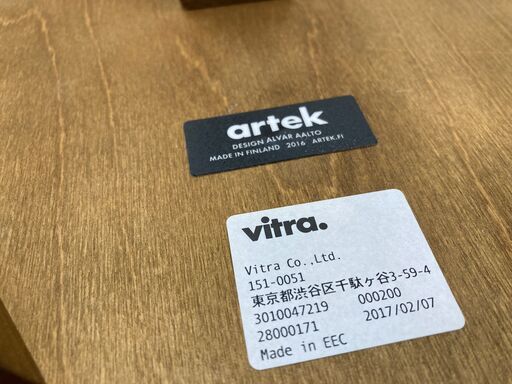 artek
DESIGN ALVAR AALTO
MADE IN FINLAND 2016 ARTEK.FI
vitra.
Vitra Co.,Ltd.
151-0051
東京都渋谷区千駄ヶ谷3-59-4
3010047219 000200
28000171 2017/02/07
Made in EEC